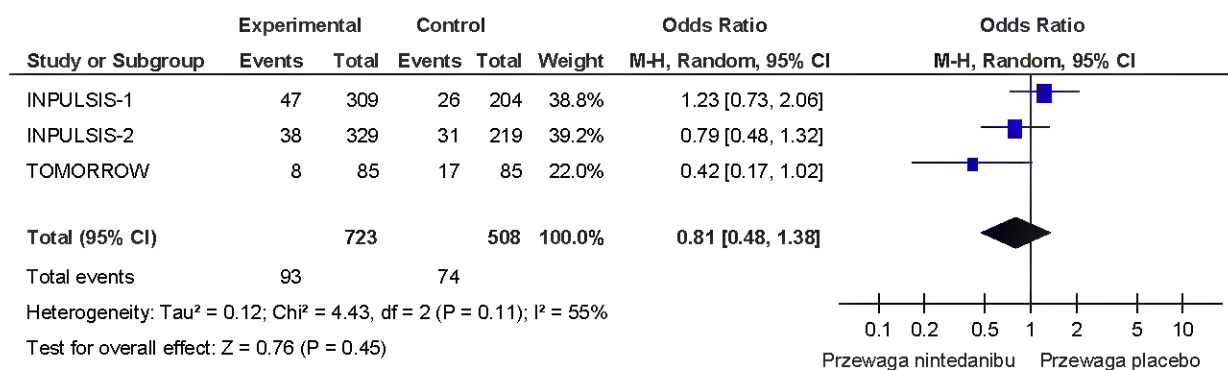 Experimental Control Odds Ratio Odds Ratio
Study or Subgroup Events Total Events Total Weight M-H, Random, 95% CI M-H, Random, 95% CI
INPULSIS-1 47 309 26 204 38.8% 1.23 [0.73, 2.06]
INPULSIS-2 38 329 31 219 39.2% 0.79 [0.48, 1.32]
TOMORROW 8 85 17 85 22.0% 0.42 [0.17, 1.02]
Total (95% CI) 723 508 100.0% 0.81 [0.48, 1.38]
Total events 93 74
Heterogeneity: Tau² = 0.12; Chi² = 4.43, df = 2 (P = 0.11); I² = 55%
Test for overall effect: Z = 0.76 (P = 0.45)
0.1 0.2 0.5 1 2 5 10
Przewaga nintedanibu Przewaga placebo